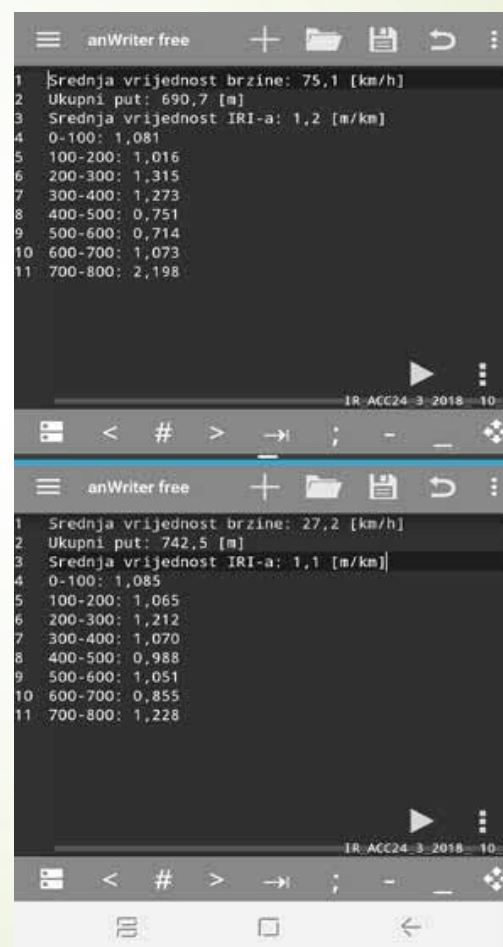 anWriter free
1 Srednja vrijednost brzine: 75,1 [km/h]
2 Ukupni put: 690,7 [m]
3 Srednja vrijednost IRI-a: 1,2 [m/km]
4 0-100: 1,081
5 100-200: 1,016
6 200-300: 1,315
7 300-400: 1,273
8 400-500: 0,751
9 500-600: 0,714
10 600-700: 1,073
11 700-800: 2,198
IR_ACC24_3_2018_ 10_
< # > ; - _
anWriter free
1 Srednja vrijednost brzine: 27,2 [km/h]
2 Ukupni put: 742,5 [m]
3 Srednja vrijednost IRI-a: 1,1 [m/km]
4 0-100: 1,085
5 100-200: 1,065
6 200-300: 1,212
7 300-400: 1,070
8 400-500: 0,988
9 500-600: 1,051
10 600-700: 0,855
11 700-800: 1,228
IR_ACC24_3_2018_ 10_
< # > ; - _